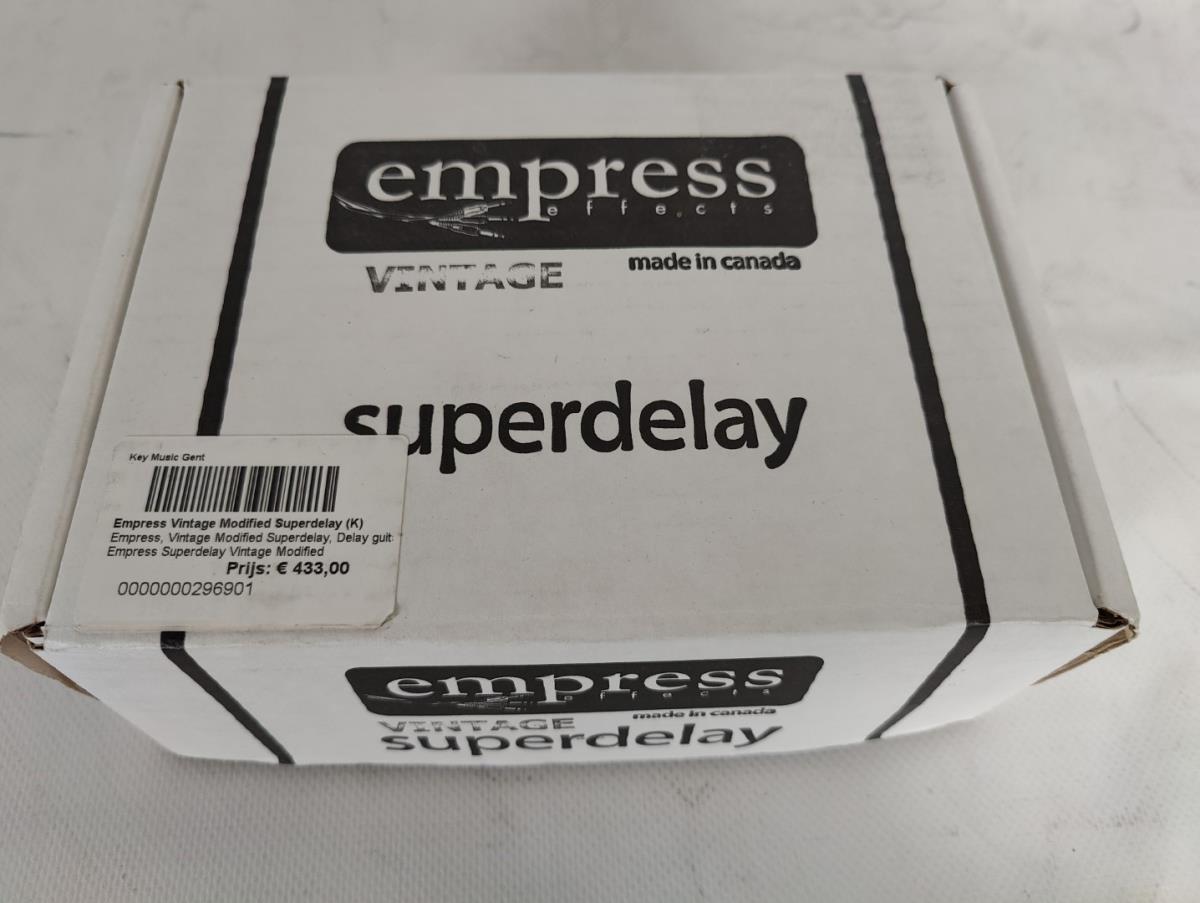 empress
effects
VINTAGE made in canada
superdelay
Key Music Gent
Empress Vintage Modified Superdelay (K)
Empress, Vintage Modified Superdelay, Delay guit
Empress Superdelay Vintage Modified
Prijs: € 433,00
0000000296901
empress
effects
VINTAGE made in canada
superdelay